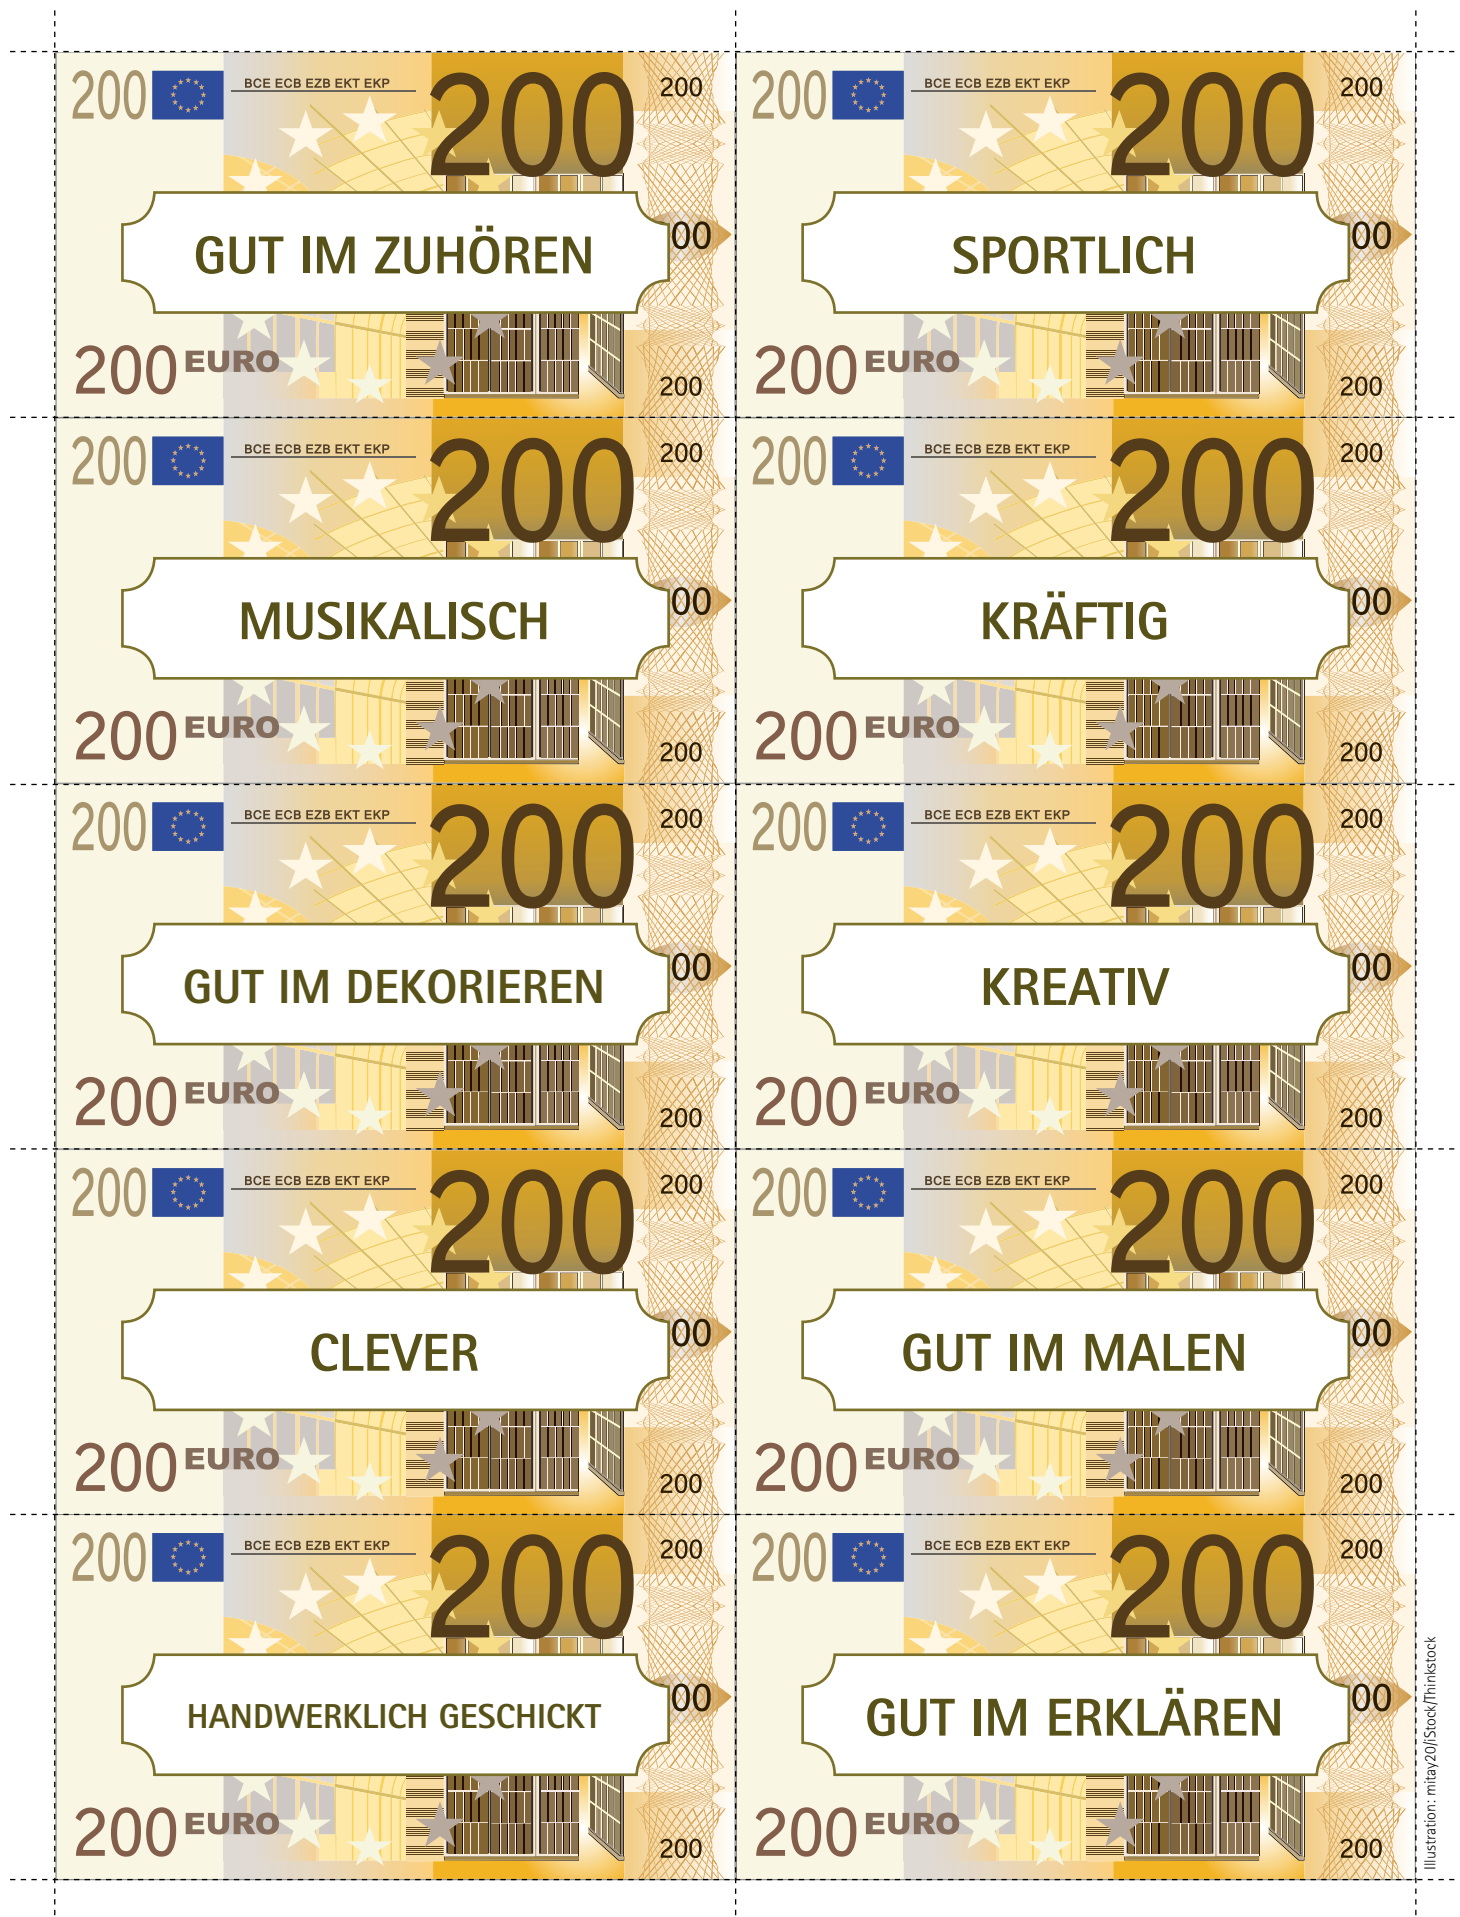 200 BCE ECB EZB EKT EKP 200 200
GUT IM ZUHÖREN 00
200 EURO 200
200 BCE ECB EZB EKT EKP 200 200
SPORTLICH 00
200 EURO 200
200 BCE ECB EZB EKT EKP 200 200
MUSIKALISCH 00
200 EURO 200
200 BCE ECB EZB EKT EKP 200 200
KRÄFTIG 00
200 EURO 200
200 BCE ECB EZB EKT EKP 200 200
GUT IM DEKORIEREN 00
200 EURO 200
200 BCE ECB EZB EKT EKP 200 200
KREATIV 00
200 EURO 200
200 BCE ECB EZB EKT EKP 200 200
CLEVER 00
200 EURO 200
200 BCE ECB EZB EKT EKP 200 200
GUT IM MALEN 00
200 EURO 200
200 BCE ECB EZB EKT EKP 200 200
HANDWERKLICH GESCHICKT 00
200 EURO 200
200 BCE ECB EZB EKT EKP 200 200
GUT IM ERKLÄREN 00
200 EURO 200
Illustration: mitay20/iStock/Thinkstock